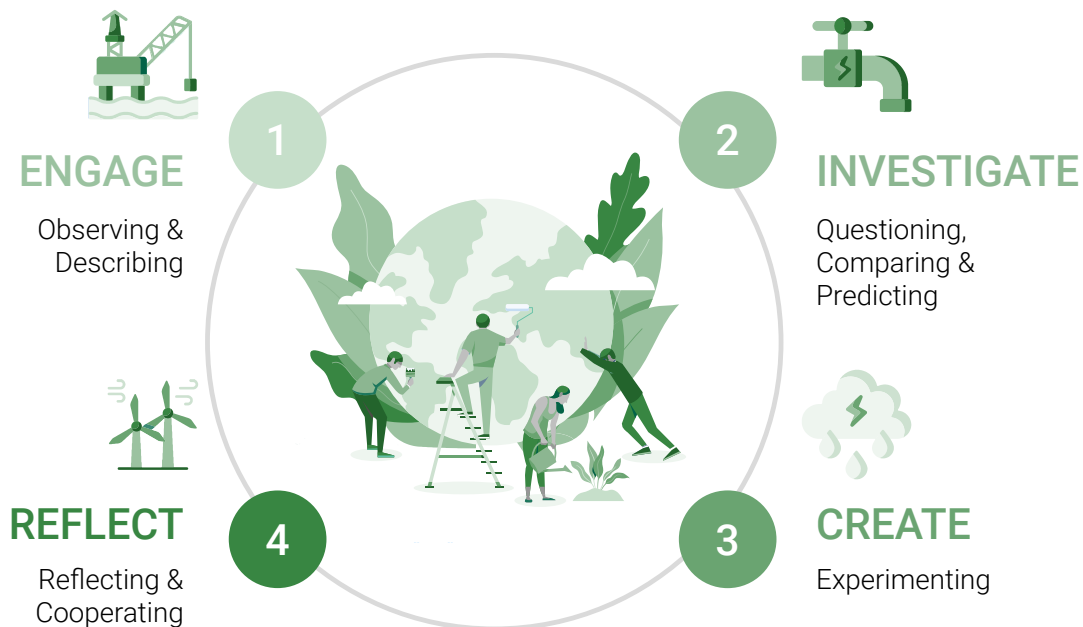 1
ENGAGE
Observing &
Describing
2
INVESTIGATE
Questioning,
Comparing &
Predicting
3
CREATE
Experimenting
4
REFLECT
Reflecting &
Cooperating